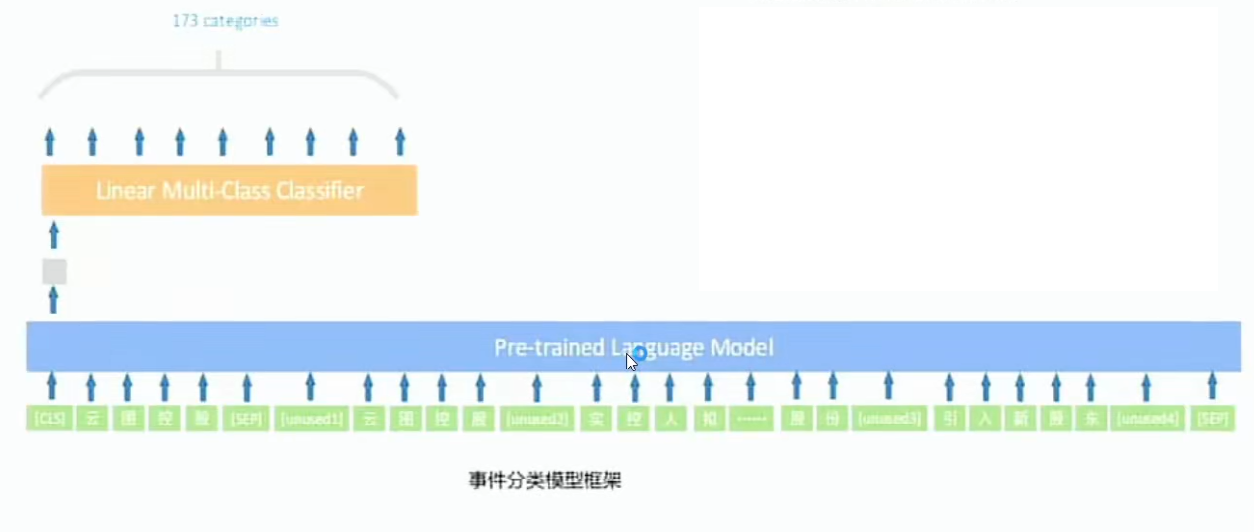 173 categories
Linear Multi-Class Classifier
Pre-trained Language Model
[CLS] 云 图 控 股 [SEP] [unused1] 云 图 控 股 [unused2] 实 控 人 拟 …… 股 份 [unused3] 引 入 新 股 东 [unused4] [SEP]
事件分类模型框架